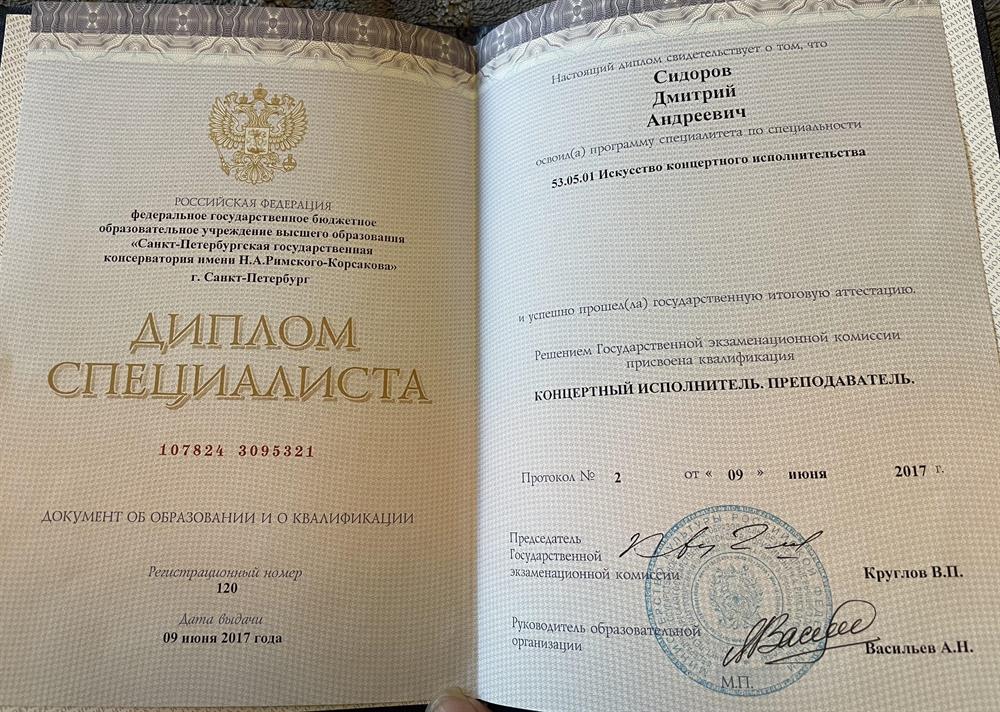 РОССИЙСКАЯ ФЕДЕРАЦИЯ
федеральное государственное бюджетное
образовательное учреждение высшего образования
«Санкт-Петербургская государственная
консерватория имени Н.А.Римского-Корсакова»
г. Санкт-Петербург
ДИПЛОМ
СПЕЦИАЛИСТА
107824 3095321
ДОКУМЕНТ ОБ ОБРАЗОВАНИИ И О КВАЛИФИКАЦИИ
Регистрационный номер
120
Дата выдачи
09 июня 2017 года
Настоящий диплом свидетельствует о том, что
Сидоров
Дмитрий
Андреевич
освоил(а) программу специалитета по специальности
53.05.01 Искусство концертного исполнительства
и успешно прошел(ла) государственную итоговую аттестацию.
Решением Государственной экзаменационной комиссии
присвоена квалификация
КОНЦЕРТНЫЙ ИСПОЛНИТЕЛЬ. ПРЕПОДАВАТЕЛЬ.
Протокол № 2 от « 09 » июня 2017 г.
Председатель
Государственной
экзаменационной комиссии
Круглов В.П.
Руководитель образовательной
организации
Васильев А.Н.
М.П.